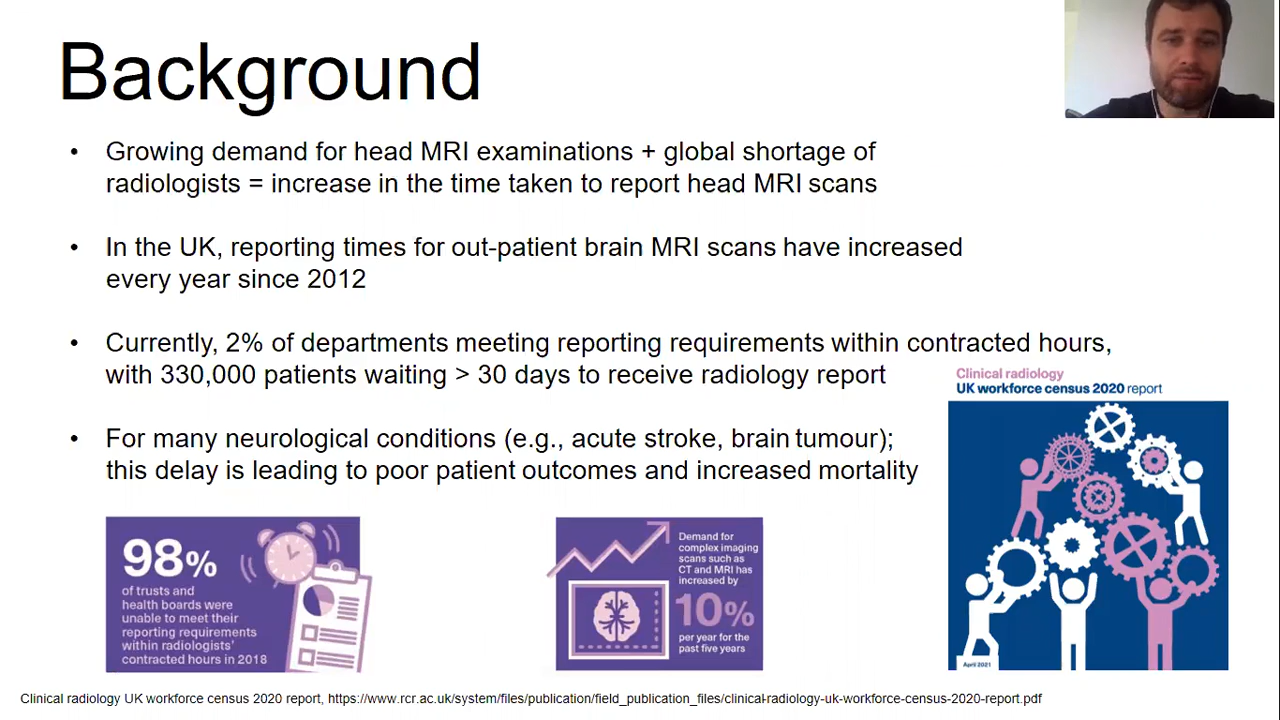 Background
• Growing demand for head MRI examinations + global shortage of
radiologists = increase in the time taken to report head MRI scans
• In the UK, reporting times for out-patient brain MRI scans have increased
every year since 2012
• Currently, 2% of departments meeting reporting requirements within contracted hours,
with 330,000 patients waiting > 30 days to receive radiology report
• For many neurological conditions (e.g., acute stroke, brain tumour);
this delay is leading to poor patient outcomes and increased mortality
98%
of trusts and
health boards were
unable to meet their
reporting requirements
within radiologists'
contracted hours in 2018
Demand for
complex imaging
scans such as
CT and MRI has
increased by
10%
per year for the
past five years
Clinical radiology
UK workforce census 2020 report
April 2021
Clinical radiology UK workforce census 2020 report, https://www.rcr.ac.uk/system/files/publication/field_publication_files/clinical-radiology-uk-workforce-census-2020-report.pdf